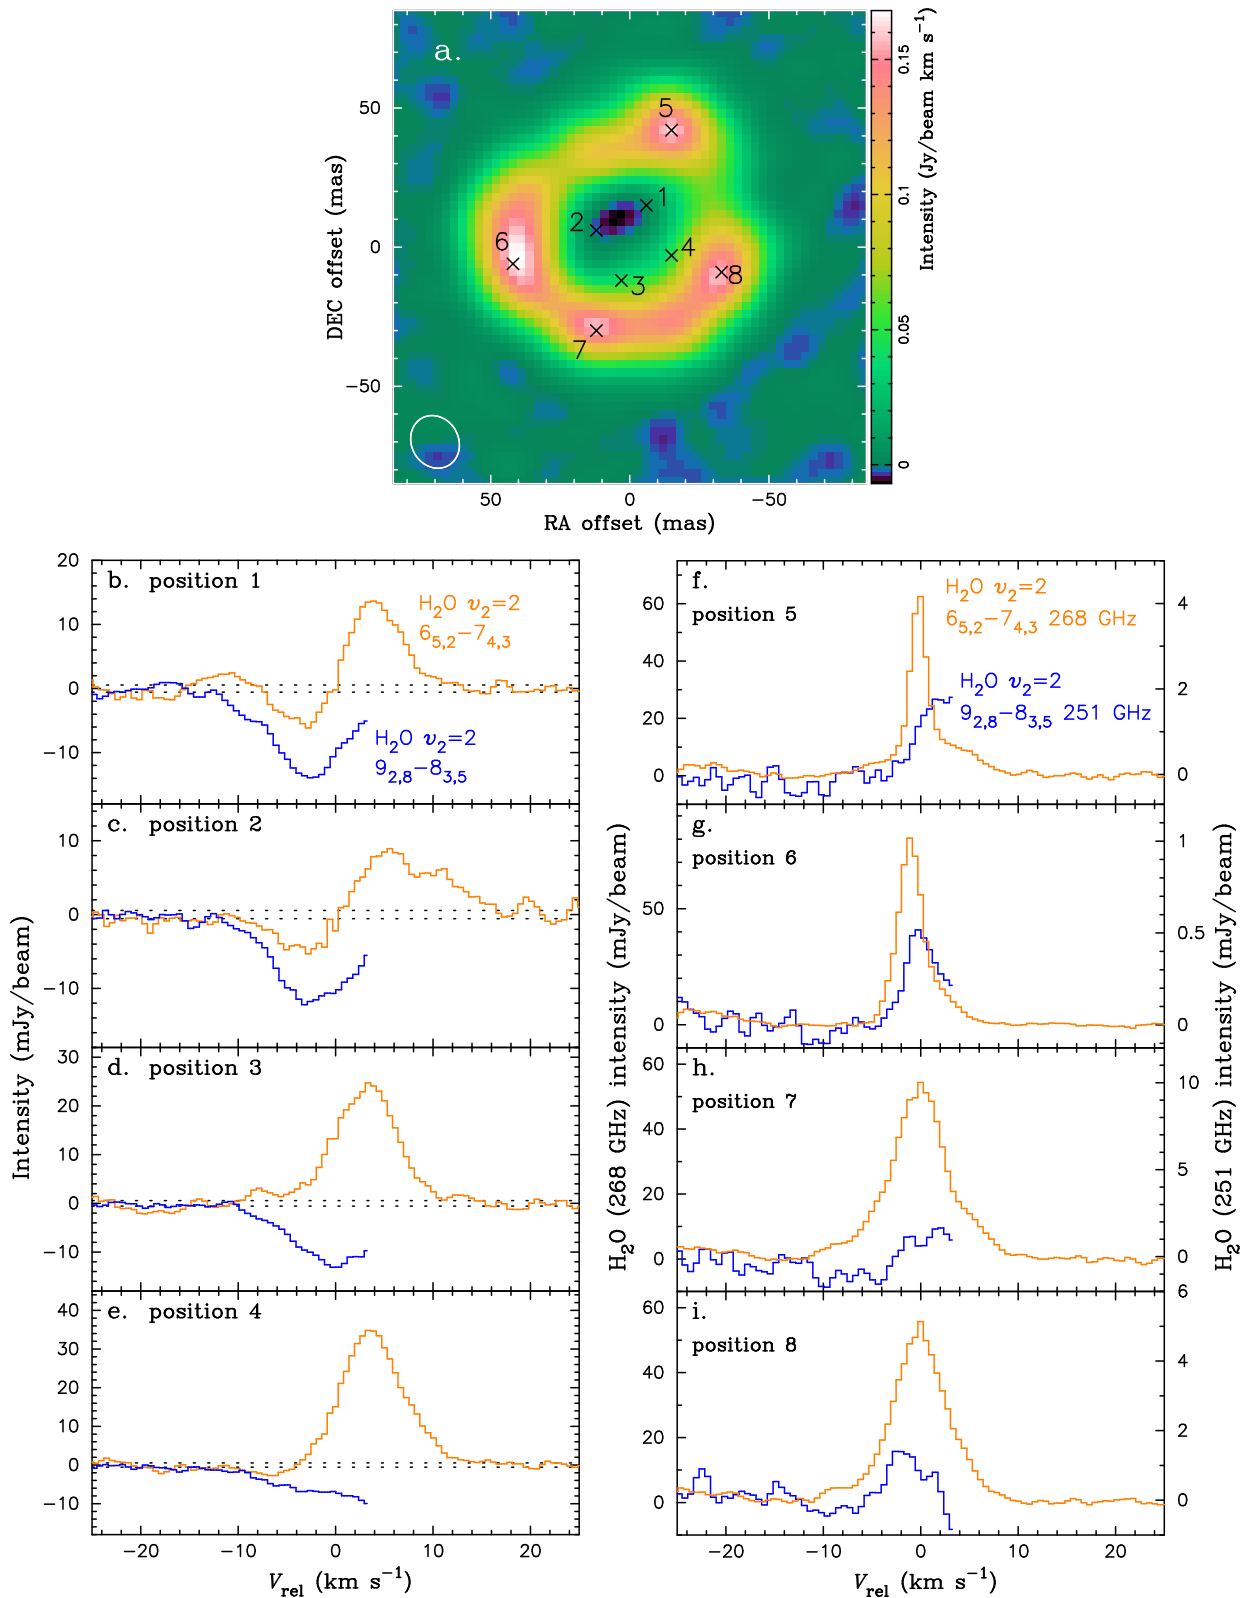 a.
5
1
2
6
4
3
8
7
50
0
−50
DEC offset (mas)
50
0
−50
RA offset (mas)
0
0.05
0.1
0.15
Intensity (Jy/beam km s⁻¹)
b. position 1
H₂O v₂=2
6₅,₂−7₄,₃
H₂O v₂=2
9₂,₈−8₃,₅
20
10
0
−10
c. position 2
10
0
−10
d. position 3
30
20
10
0
−10
e. position 4
40
30
20
10
0
−10
Intensity (mJy/beam)
−20 −10 0 10 20
V_rel (km s⁻¹)
f.
position 5
H₂O v₂=2
6₅,₂−7₄,₃ 268 GHz
H₂O v₂=2
9₂,₈−8₃,₅ 251 GHz
60
40
20
0
4
2
0
g.
position 6
50
0
1
0.5
0
h.
position 7
60
40
20
0
10
5
0
i.
position 8
60
40
20
0
6
4
2
0
H₂O (268 GHz) intensity (mJy/beam)
H₂O (251 GHz) intensity (mJy/beam)
−20 −10 0 10 20
V_rel (km s⁻¹)